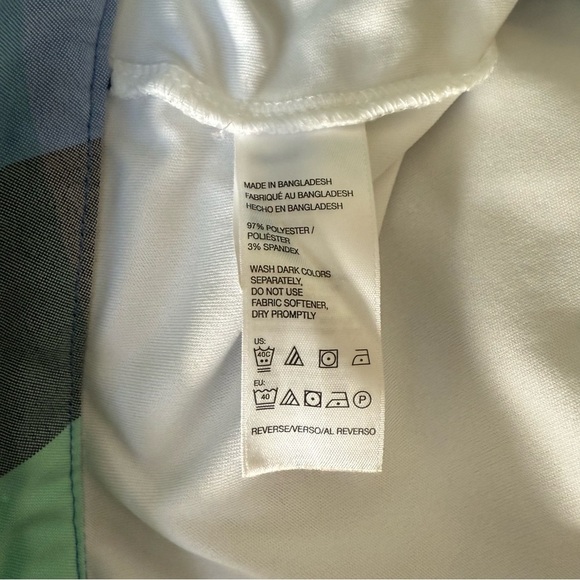 MADE IN BANGLADESH
FABRIQUÉ AU BANGLADESH
HECHO EN BANGLADESH
97% POLYESTER /
POLIÉSTER
3% SPANDEX
WASH DARK COLORS
SEPARATELY,
DO NOT USE
FABRIC SOFTENER,
DRY PROMPTLY
US:
40C
EU:
40 P
REVERSE/VERSO/AL REVERSO